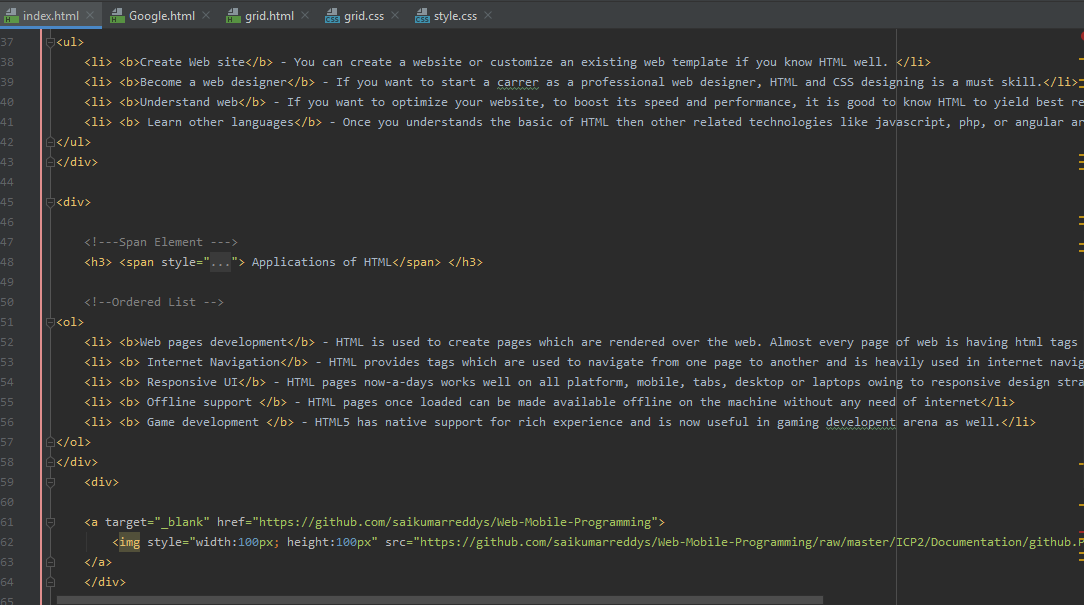 index.html Google.html grid.html grid.css style.css
37 <ul>
38 <li> <b>Create Web site</b> - You can create a website or customize an existing web template if you know HTML well. </li>
39 <li> <b>Become a web designer</b> - If you want to start a carrer as a professional web designer, HTML and CSS designing is a must skill.</li>
40 <li> <b>Understand web</b> - If you want to optimize your website, to boost its speed and performance, it is good to know HTML to yield best re
41 <li> <b> Learn other languages</b> - Once you understands the basic of HTML then other related technologies like javascript, php, or angular ar
42 </ul>
43 </div>
44
45 <div>
46
47 <!---Span Element --->
48 <h3> <span style="..."> Applications of HTML</span> </h3>
49
50 <!--Ordered List -->
51 <ol>
52 <li> <b>Web pages development</b> - HTML is used to create pages which are rendered over the web. Almost every page of web is having html tags
53 <li> <b> Internet Navigation</b> - HTML provides tags which are used to navigate from one page to another and is heavily used in internet navig
54 <li> <b> Responsive UI</b> - HTML pages now-a-days works well on all platform, mobile, tabs, desktop or laptops owing to responsive design stra
55 <li> <b> Offline support </b> - HTML pages once loaded can be made available offline on the machine without any need of internet</li>
56 <li> <b> Game development </b> - HTML5 has native support for rich experience and is now useful in gaming developent arena as well.</li>
57 </ol>
58 </div>
59 <div>
60
61 <a target="_blank" href="https://github.com/saikumarreddys/Web-Mobile-Programming">
62 <img style="width:100px; height:100px" src="https://github.com/saikumarreddys/Web-Mobile-Programming/raw/master/ICP2/Documentation/github.P
63 </a>
64 </div>
65